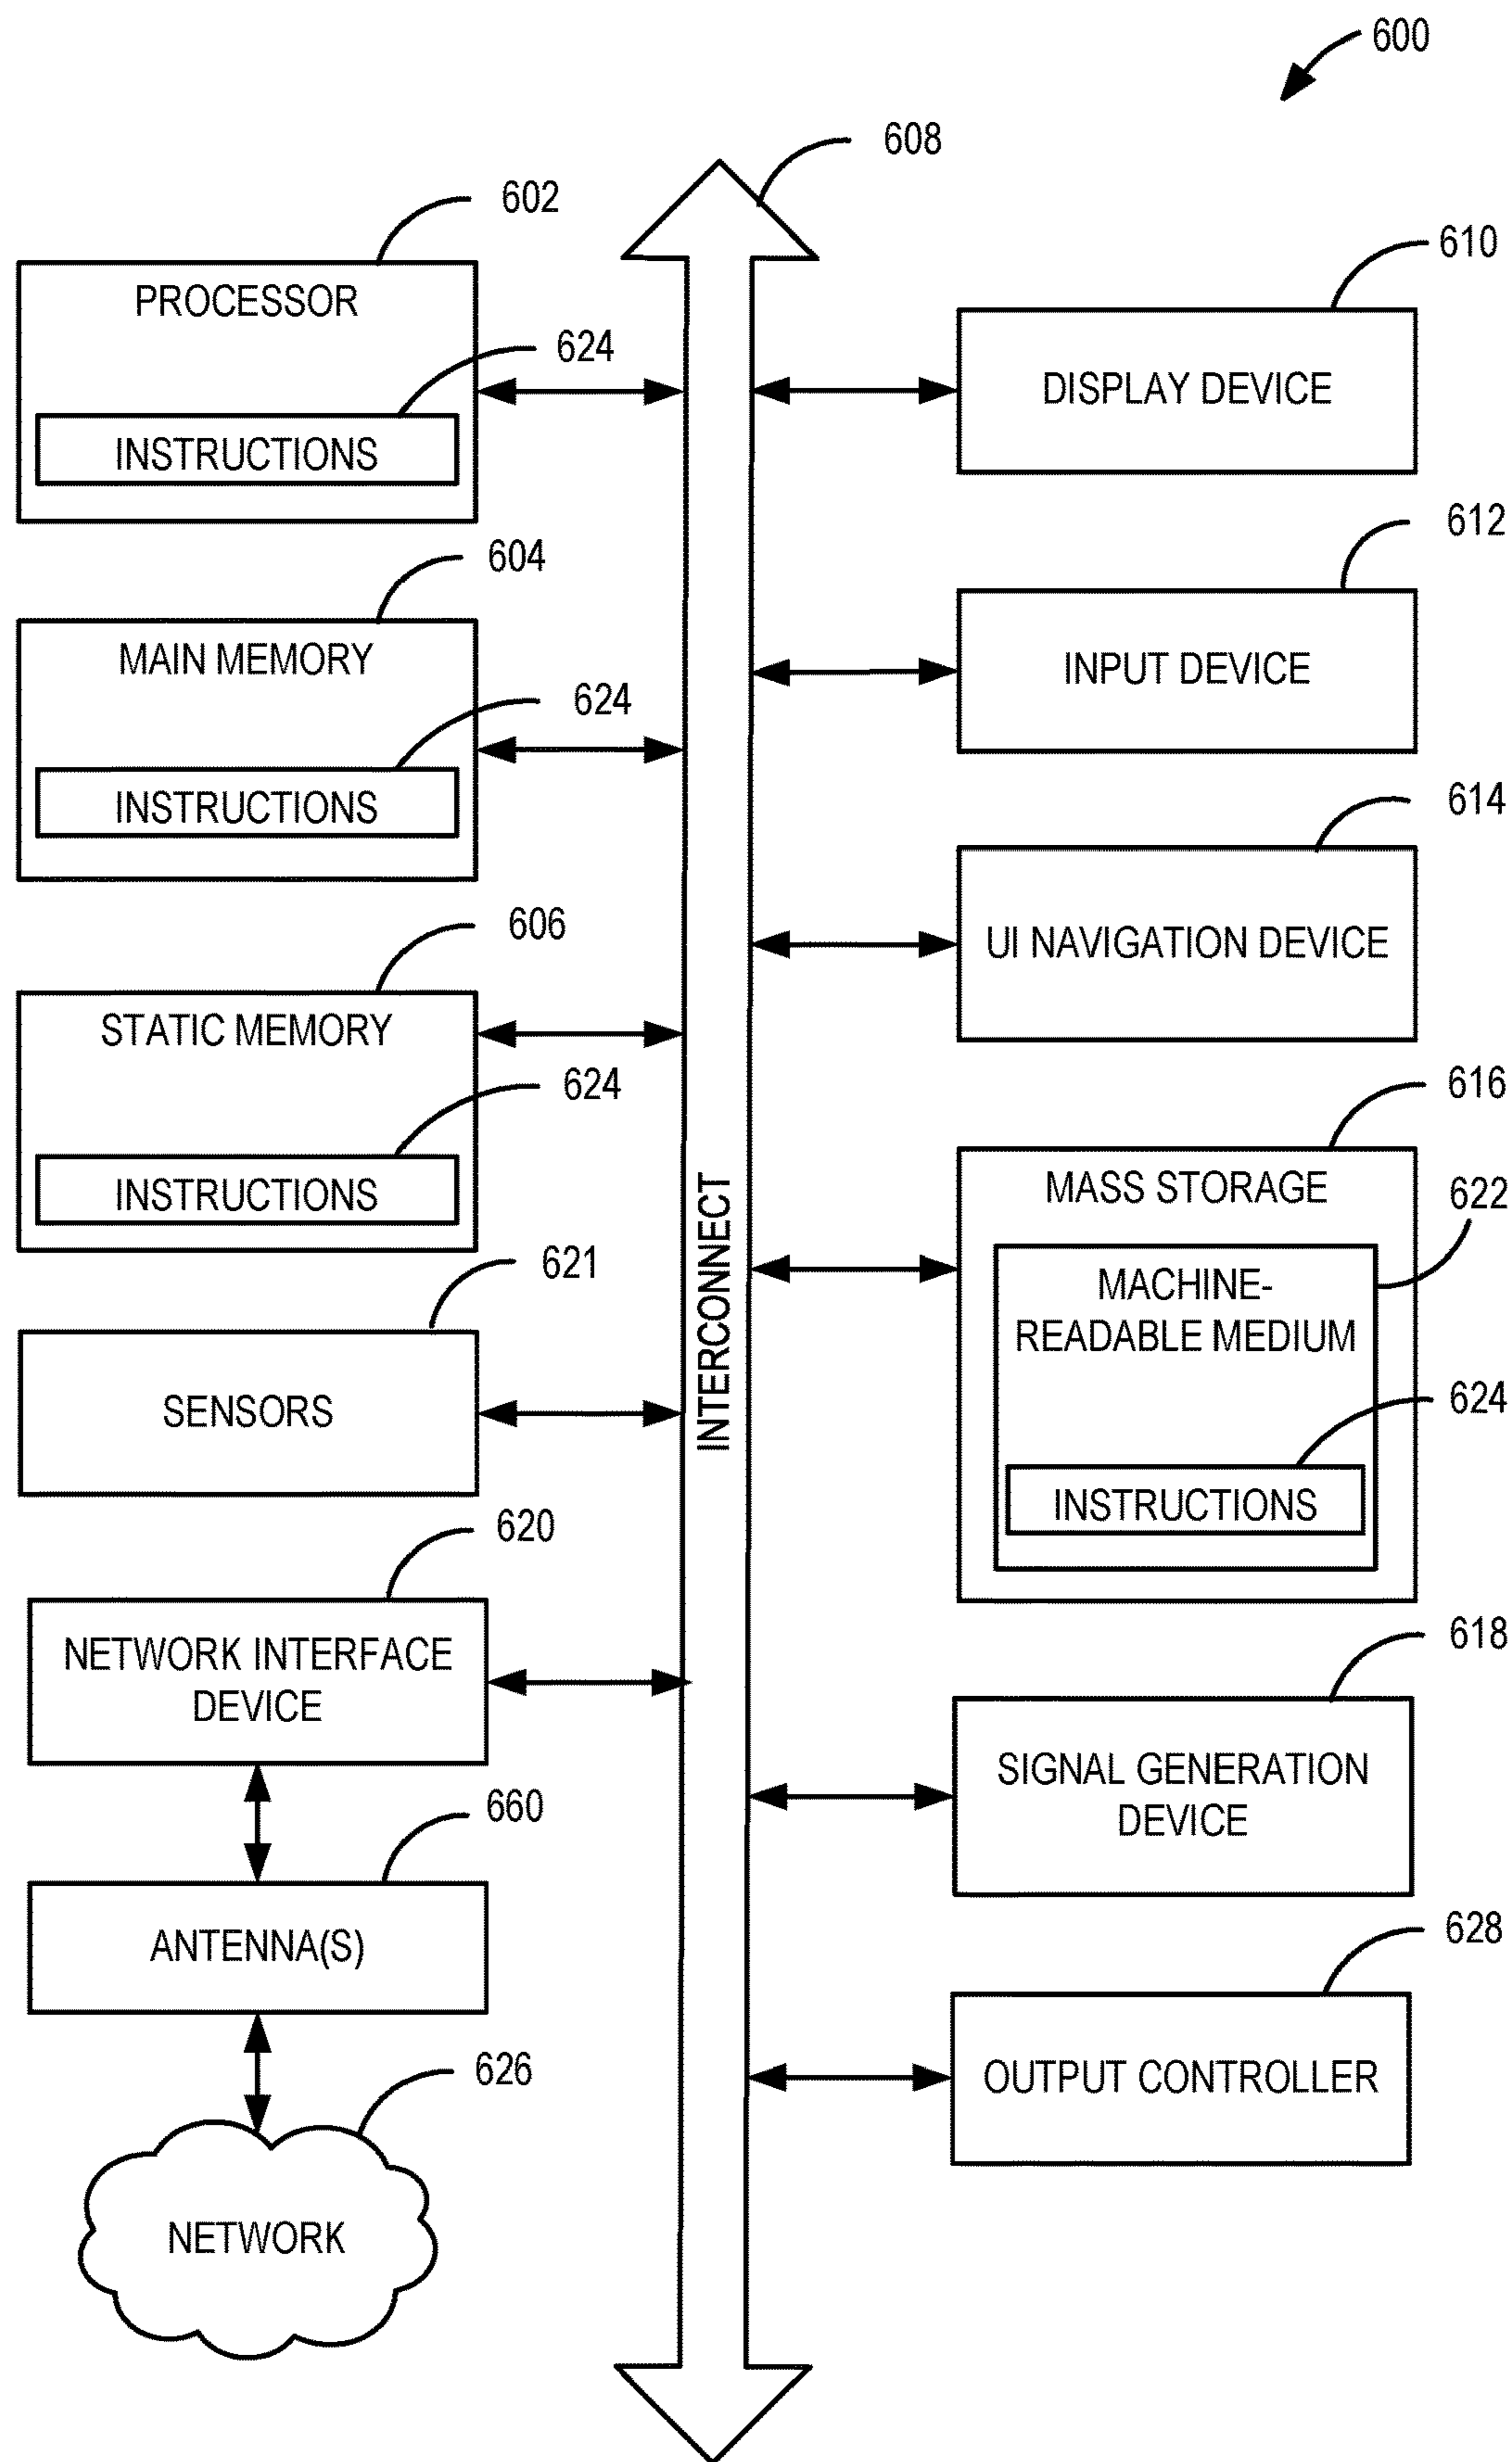 600
608
602
PROCESSOR
624
INSTRUCTIONS
604
MAIN MEMORY
624
INSTRUCTIONS
606
STATIC MEMORY
624
INSTRUCTIONS
621
SENSORS
620
NETWORK INTERFACE
DEVICE
660
ANTENNA(S)
626
NETWORK
INTERCONNECT
610
DISPLAY DEVICE
612
INPUT DEVICE
614
UI NAVIGATION DEVICE
616
MASS STORAGE
622
MACHINE-
READABLE MEDIUM
624
INSTRUCTIONS
618
SIGNAL GENERATION
DEVICE
628
OUTPUT CONTROLLER